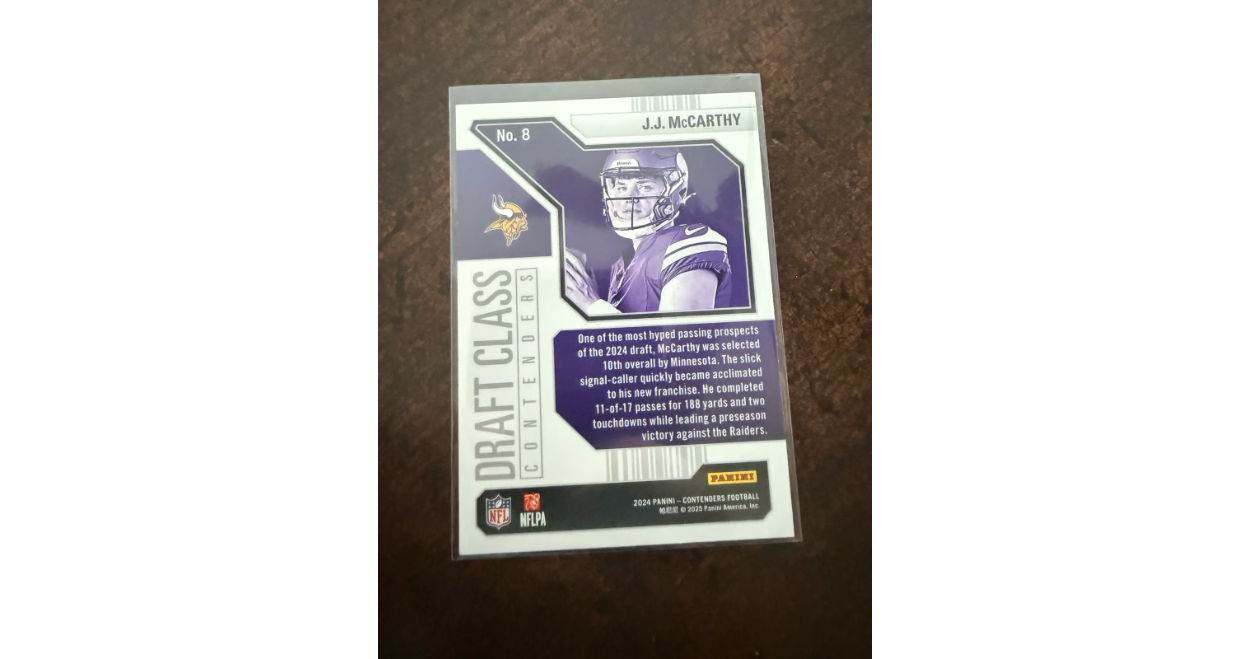 No. 8
J.J. McCARTHY
DRAFT CLASS
CONTENDERS
One of the most hyped passing prospects
of the 2024 draft, McCarthy was selected
10th overall by Minnesota. The slick
signal-caller quickly became acclimated
to his new franchise. He completed
11-of-17 passes for 188 yards and two
touchdowns while leading a preseason
victory against the Raiders.
PANINI
NFL
NFLPA
2024 PANINI – CONTENDERS FOOTBALL
帕尼尼 © 2025 Panini America, Inc.